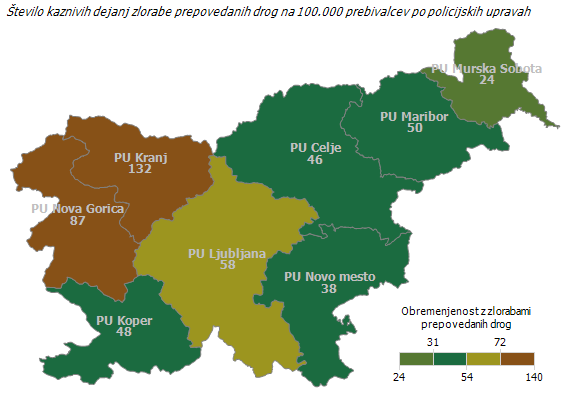 Število kaznivih dejanj zlorabe prepovedanih drog na 100.000 prebivalcev po policijskih upravah
PU Murska Sobota
24
PU Maribor
50
PU Celje
46
PU Kranj
132
PU Nova Gorica
87
PU Ljubljana
58
PU Novo mesto
38
PU Koper
48
Obremenjenost z zlorabami
prepovedanih drog
31 72
24 54 140